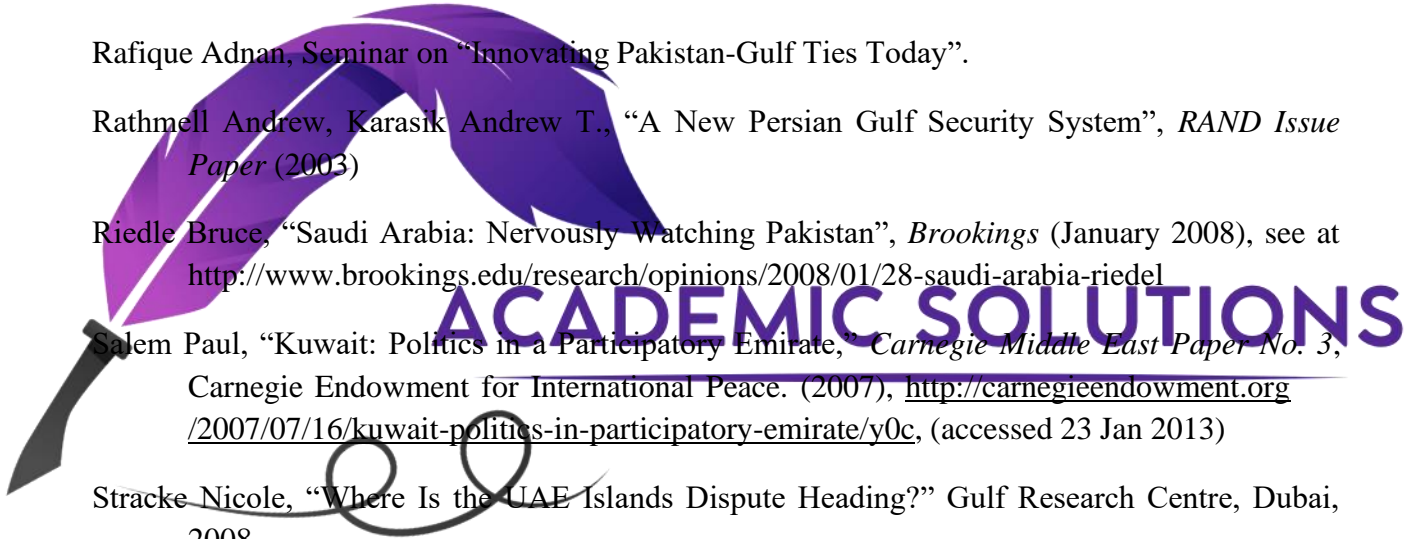 Rafique Adnan, Seminar on “Innovating Pakistan-Gulf Ties Today”.
Rathmell Andrew, Karasik Andrew T., “A New Persian Gulf Security System”, RAND Issue
Paper (2003)
Riedle Bruce, “Saudi Arabia: Nervously Watching Pakistan”, Brookings (January 2008), see at
http://www.brookings.edu/research/opinions/2008/01/28-saudi-arabia-riedel
ACADEMIC SOLUTIONS
Salem Paul, “Kuwait: Politics in a Participatory Emirate,” Carnegie Middle East Paper No. 3,
Carnegie Endowment for International Peace. (2007), http://carnegieendowment.org
/2007/07/16/kuwait-politics-in-participatory-emirate/y0c, (accessed 23 Jan 2013)
Stracke Nicole, “Where Is the UAE Islands Dispute Heading?” Gulf Research Centre, Dubai,
2008